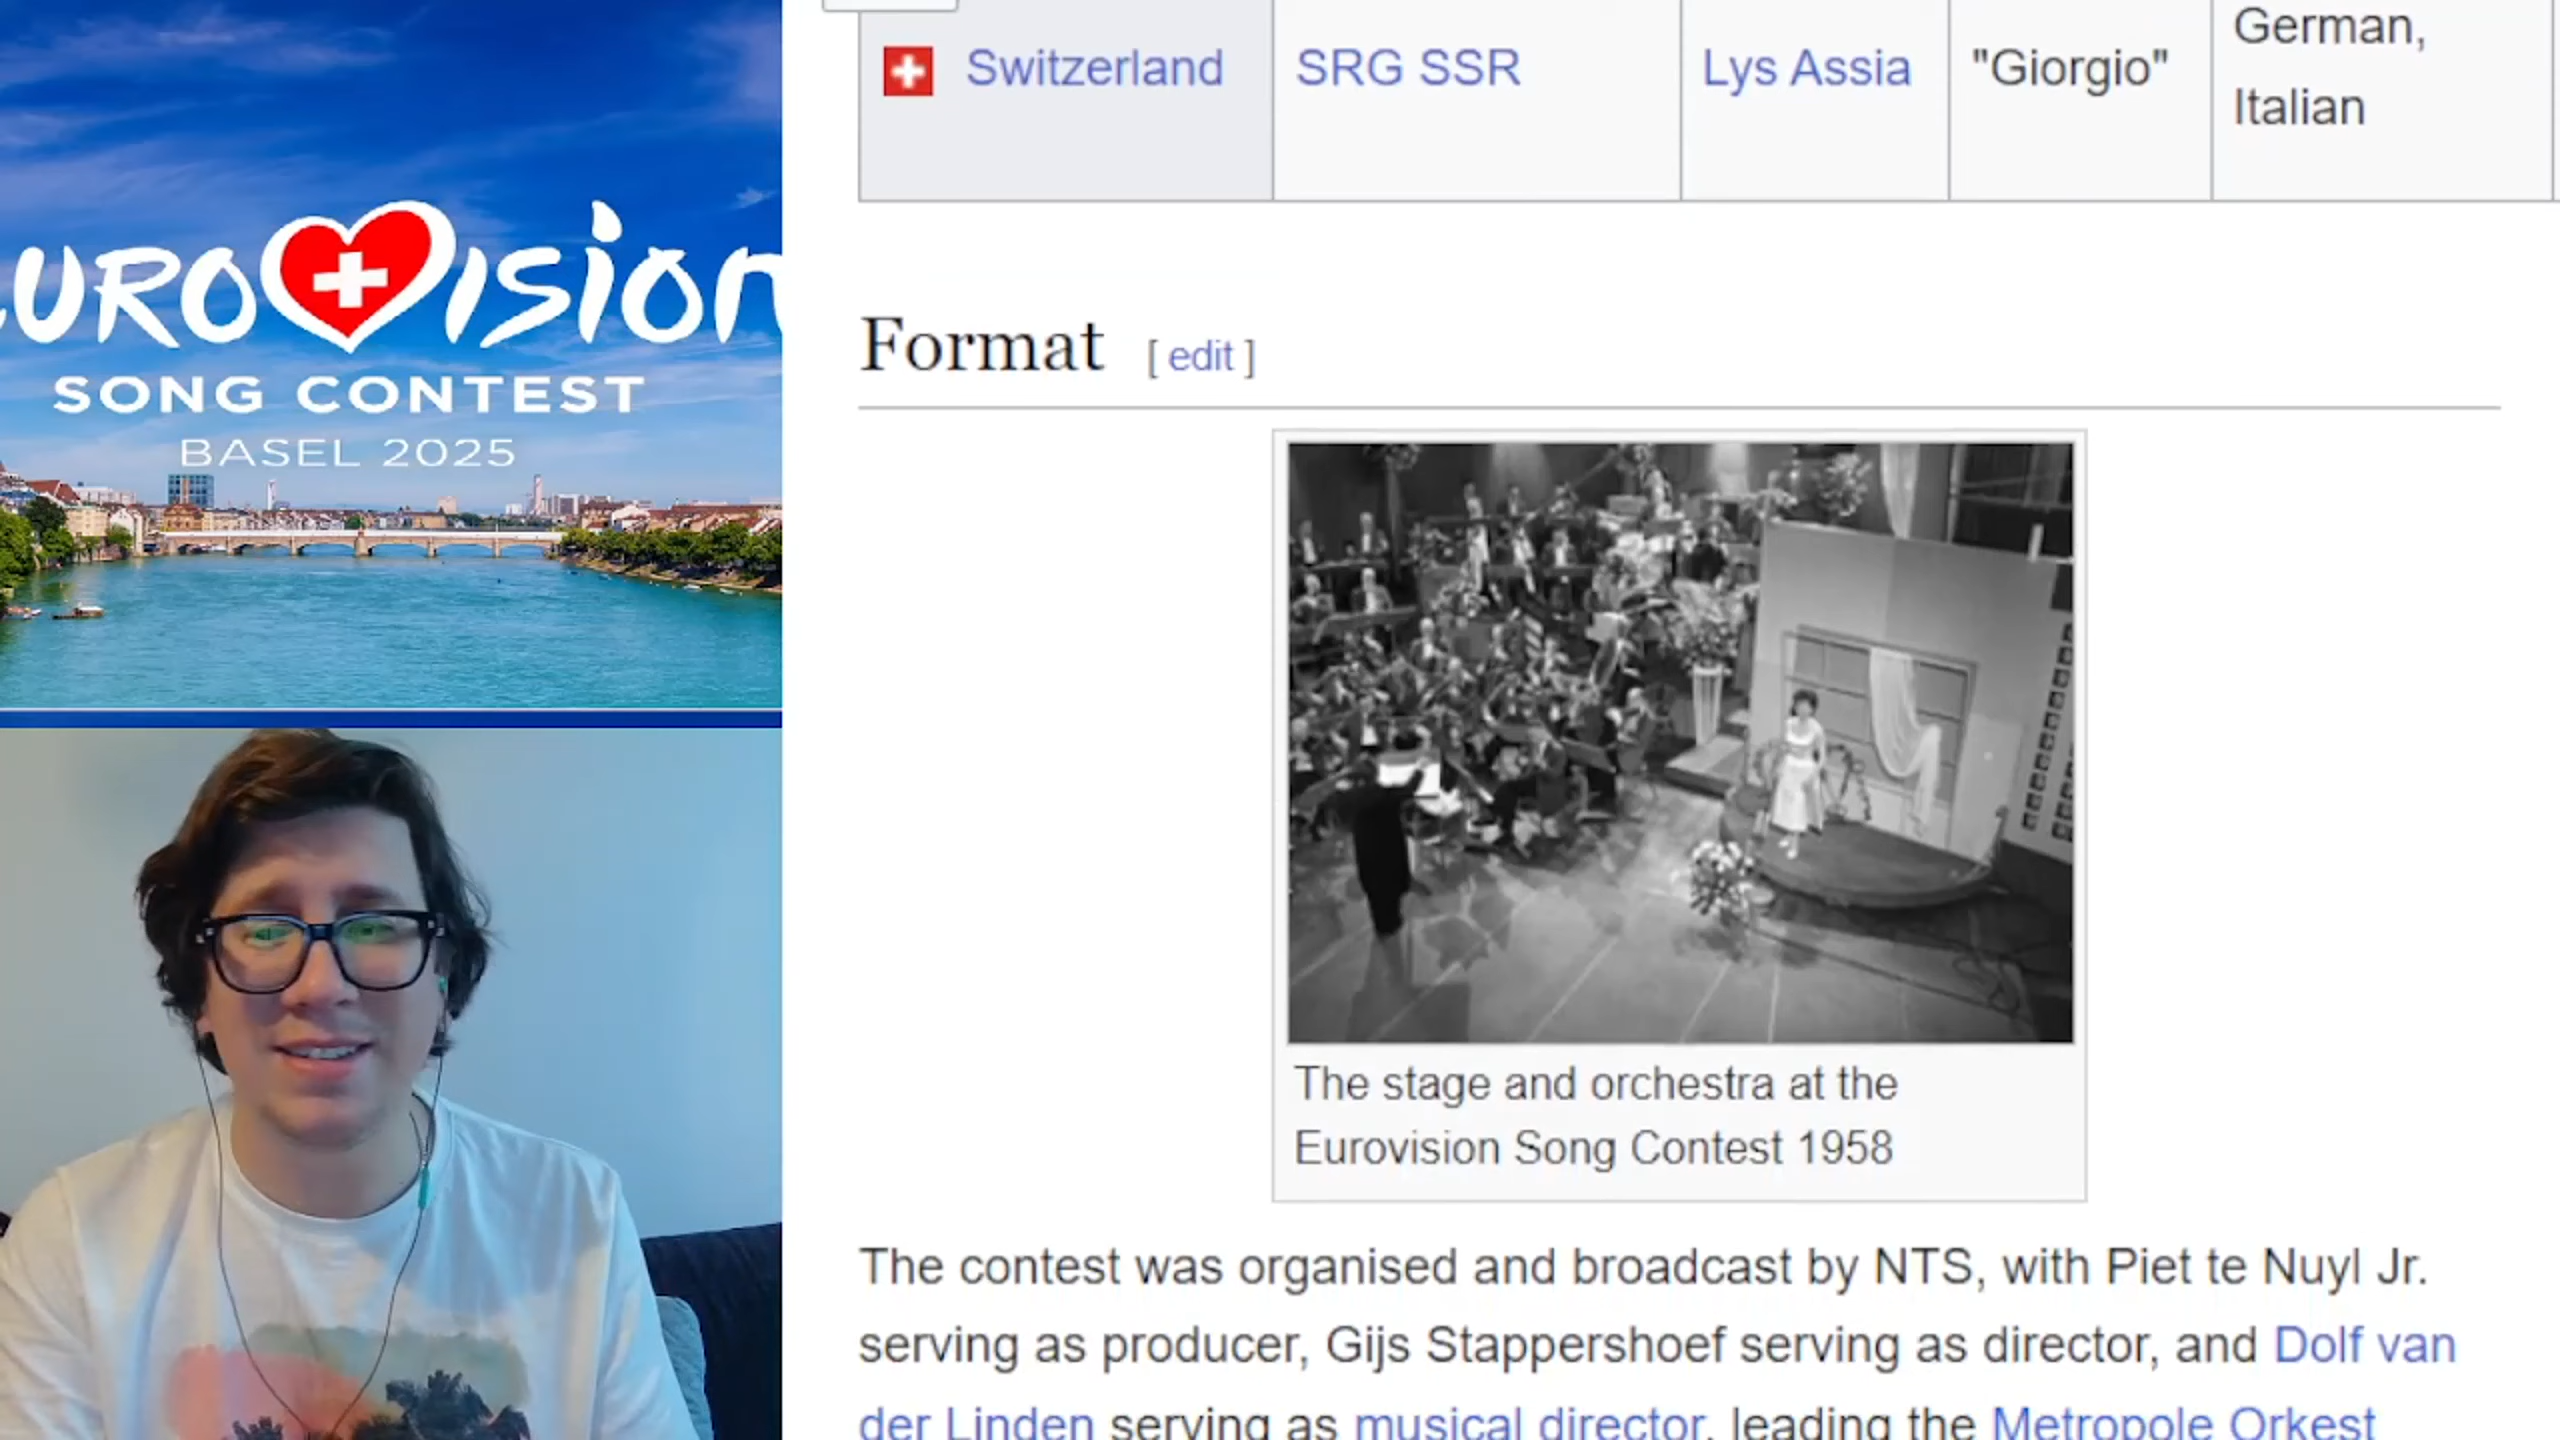 EUROVISION
SONG CONTEST
BASEL 2025
Switzerland
SRG SSR
Lys Assia
"Giorgio"
German,
Italian
Format [ edit ]
The stage and orchestra at the
Eurovision Song Contest 1958
The contest was organised and broadcast by NTS, with Piet te Nuyl Jr.
serving as producer, Gijs Stappershoef serving as director, and Dolf van
der Linden serving as musical director, leading the Metropole Orkest